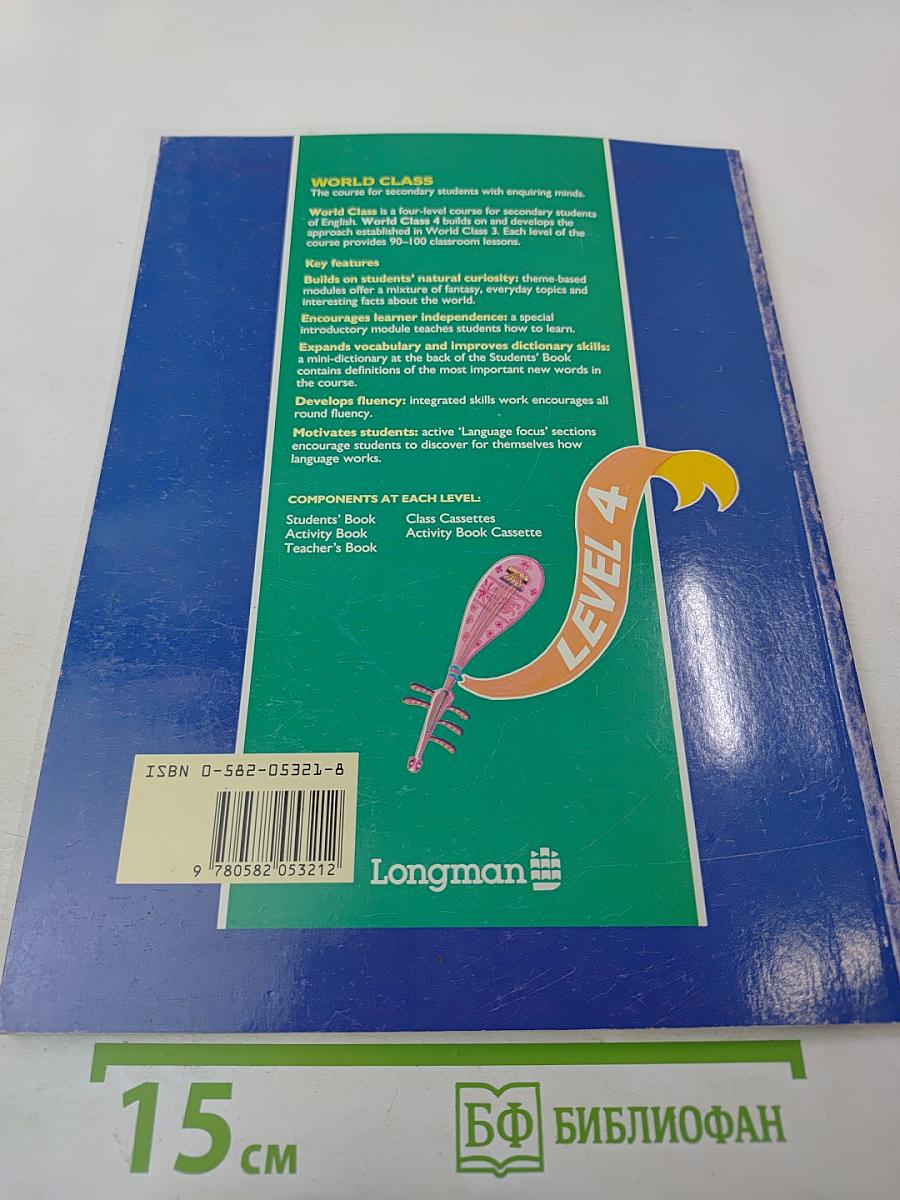 WORLD CLASS
The course for secondary students with enquiring minds.
World Class is a four-level course for secondary students
of English. World Class 4 builds on and develops the
approach established in World Class 3. Each level of the
course provides 90–100 classroom lessons.
Key features
Builds on students' natural curiosity: theme-based
modules offer a mixture of fantasy, everyday topics and
interesting facts about the world.
Encourages learner independence: a special
introductory module teaches students how to learn.
Expands vocabulary and improves dictionary skills:
a mini-dictionary at the back of the Students' Book
contains definitions of the most important new words in
the course.
Develops fluency: integrated skills work encourages all
round fluency.
Motivates students: active 'Language focus' sections
encourage students to discover for themselves how
language works.
COMPONENTS AT EACH LEVEL:
Students' Book Class Cassettes
Activity Book Activity Book Cassette
Teacher's Book
LEVEL 4
ISBN 0-582-05321-8
9 780582 053212
Longman
15 см
БФ БИБЛИОФАН